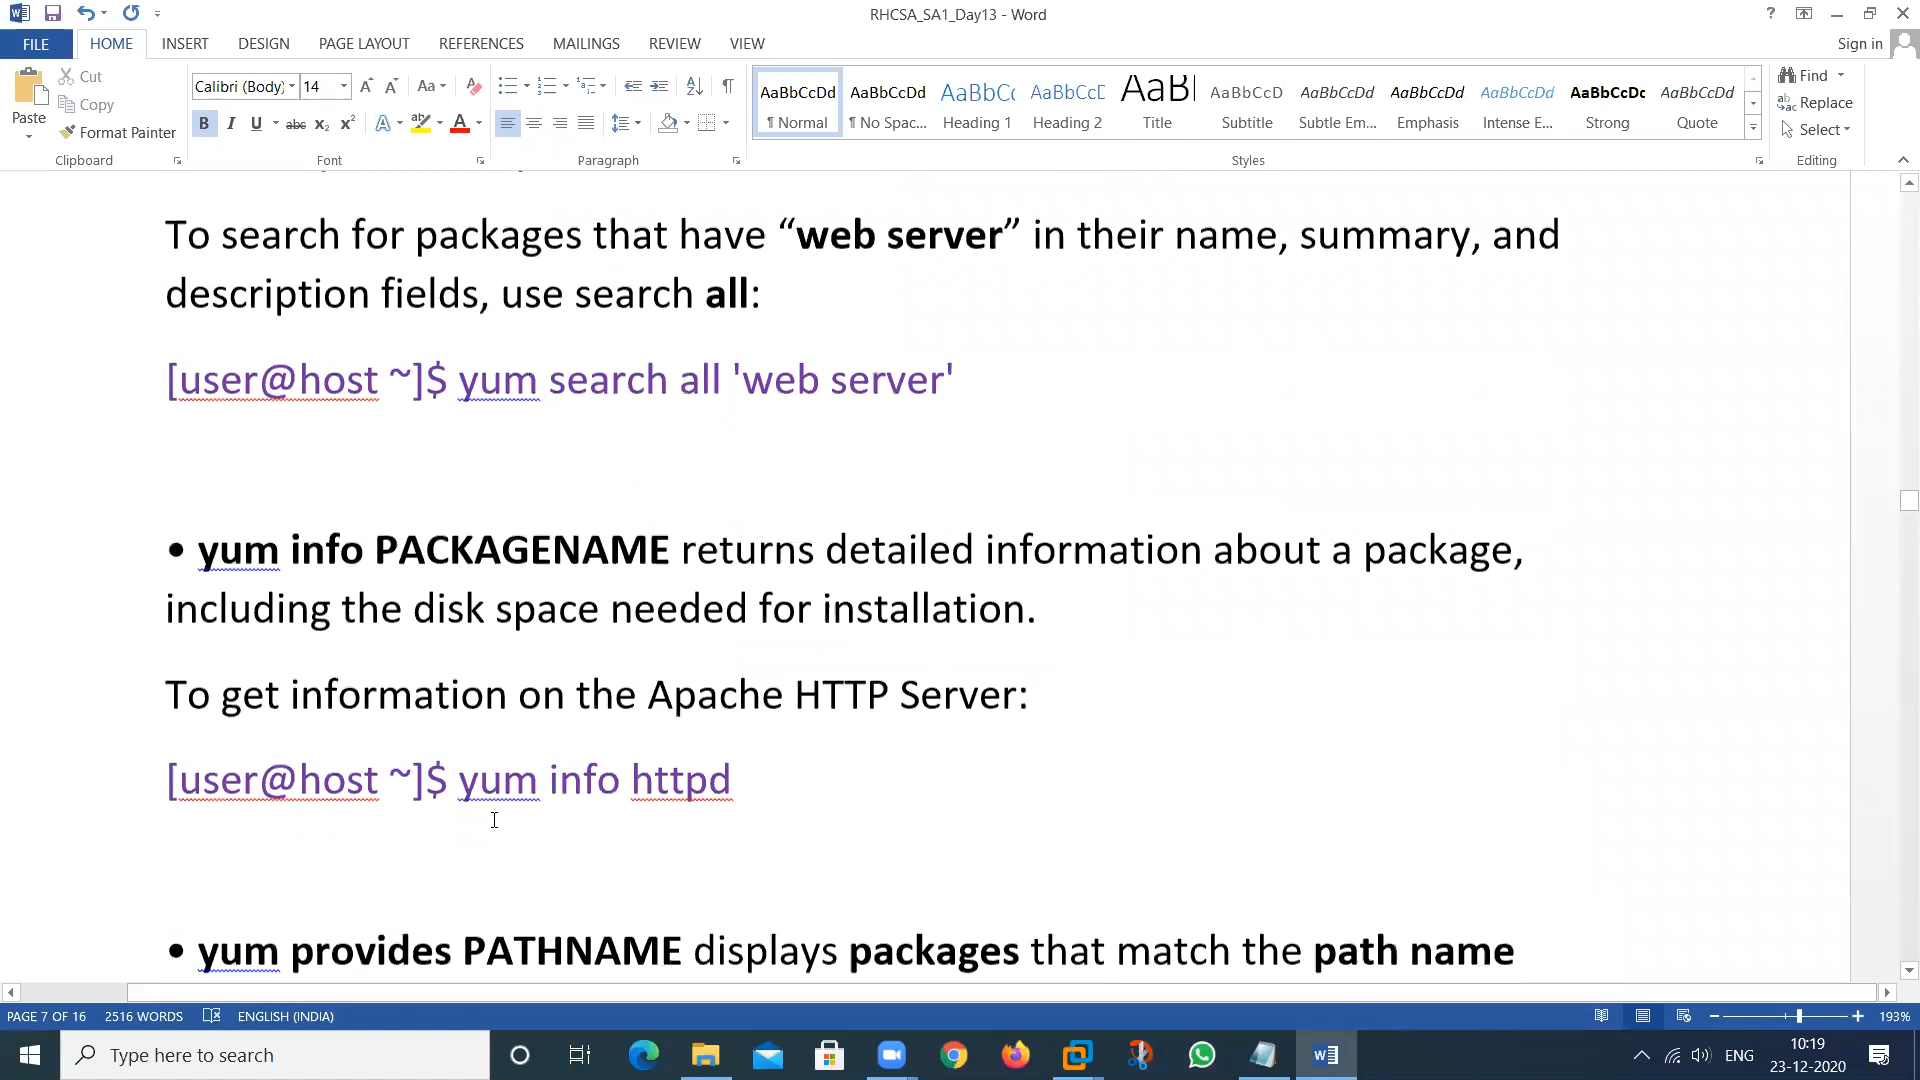 RHCSA_SA1_Day13 - Word
FILE HOME INSERT DESIGN PAGE LAYOUT REFERENCES MAILINGS REVIEW VIEW Sign in
Paste
Cut
Copy
Format Painter
Clipboard
Calibri (Body) 14
Font
Paragraph
AaBbCcDd ¶ Normal
AaBbCcDd ¶ No Spac...
AaBbCc Heading 1
AaBbCcC Heading 2
AaBl Title
AaBbCcD Subtitle
AaBbCcDd Subtle Em...
AaBbCcDd Emphasis
AaBbCcDd Intense E...
AaBbCcDc Strong
AaBbCcDd Quote
Styles
Find
Replace
Select
Editing
To search for packages that have “web server” in their name, summary, and
description fields, use search all:
[user@host ~]$ yum search all 'web server'
• yum info PACKAGENAME returns detailed information about a package,
including the disk space needed for installation.
To get information on the Apache HTTP Server:
[user@host ~]$ yum info httpd
• yum provides PATHNAME displays packages that match the path name
PAGE 7 OF 16 2516 WORDS ENGLISH (INDIA) 193%
Type here to search
ENG
10:19
23-12-2020